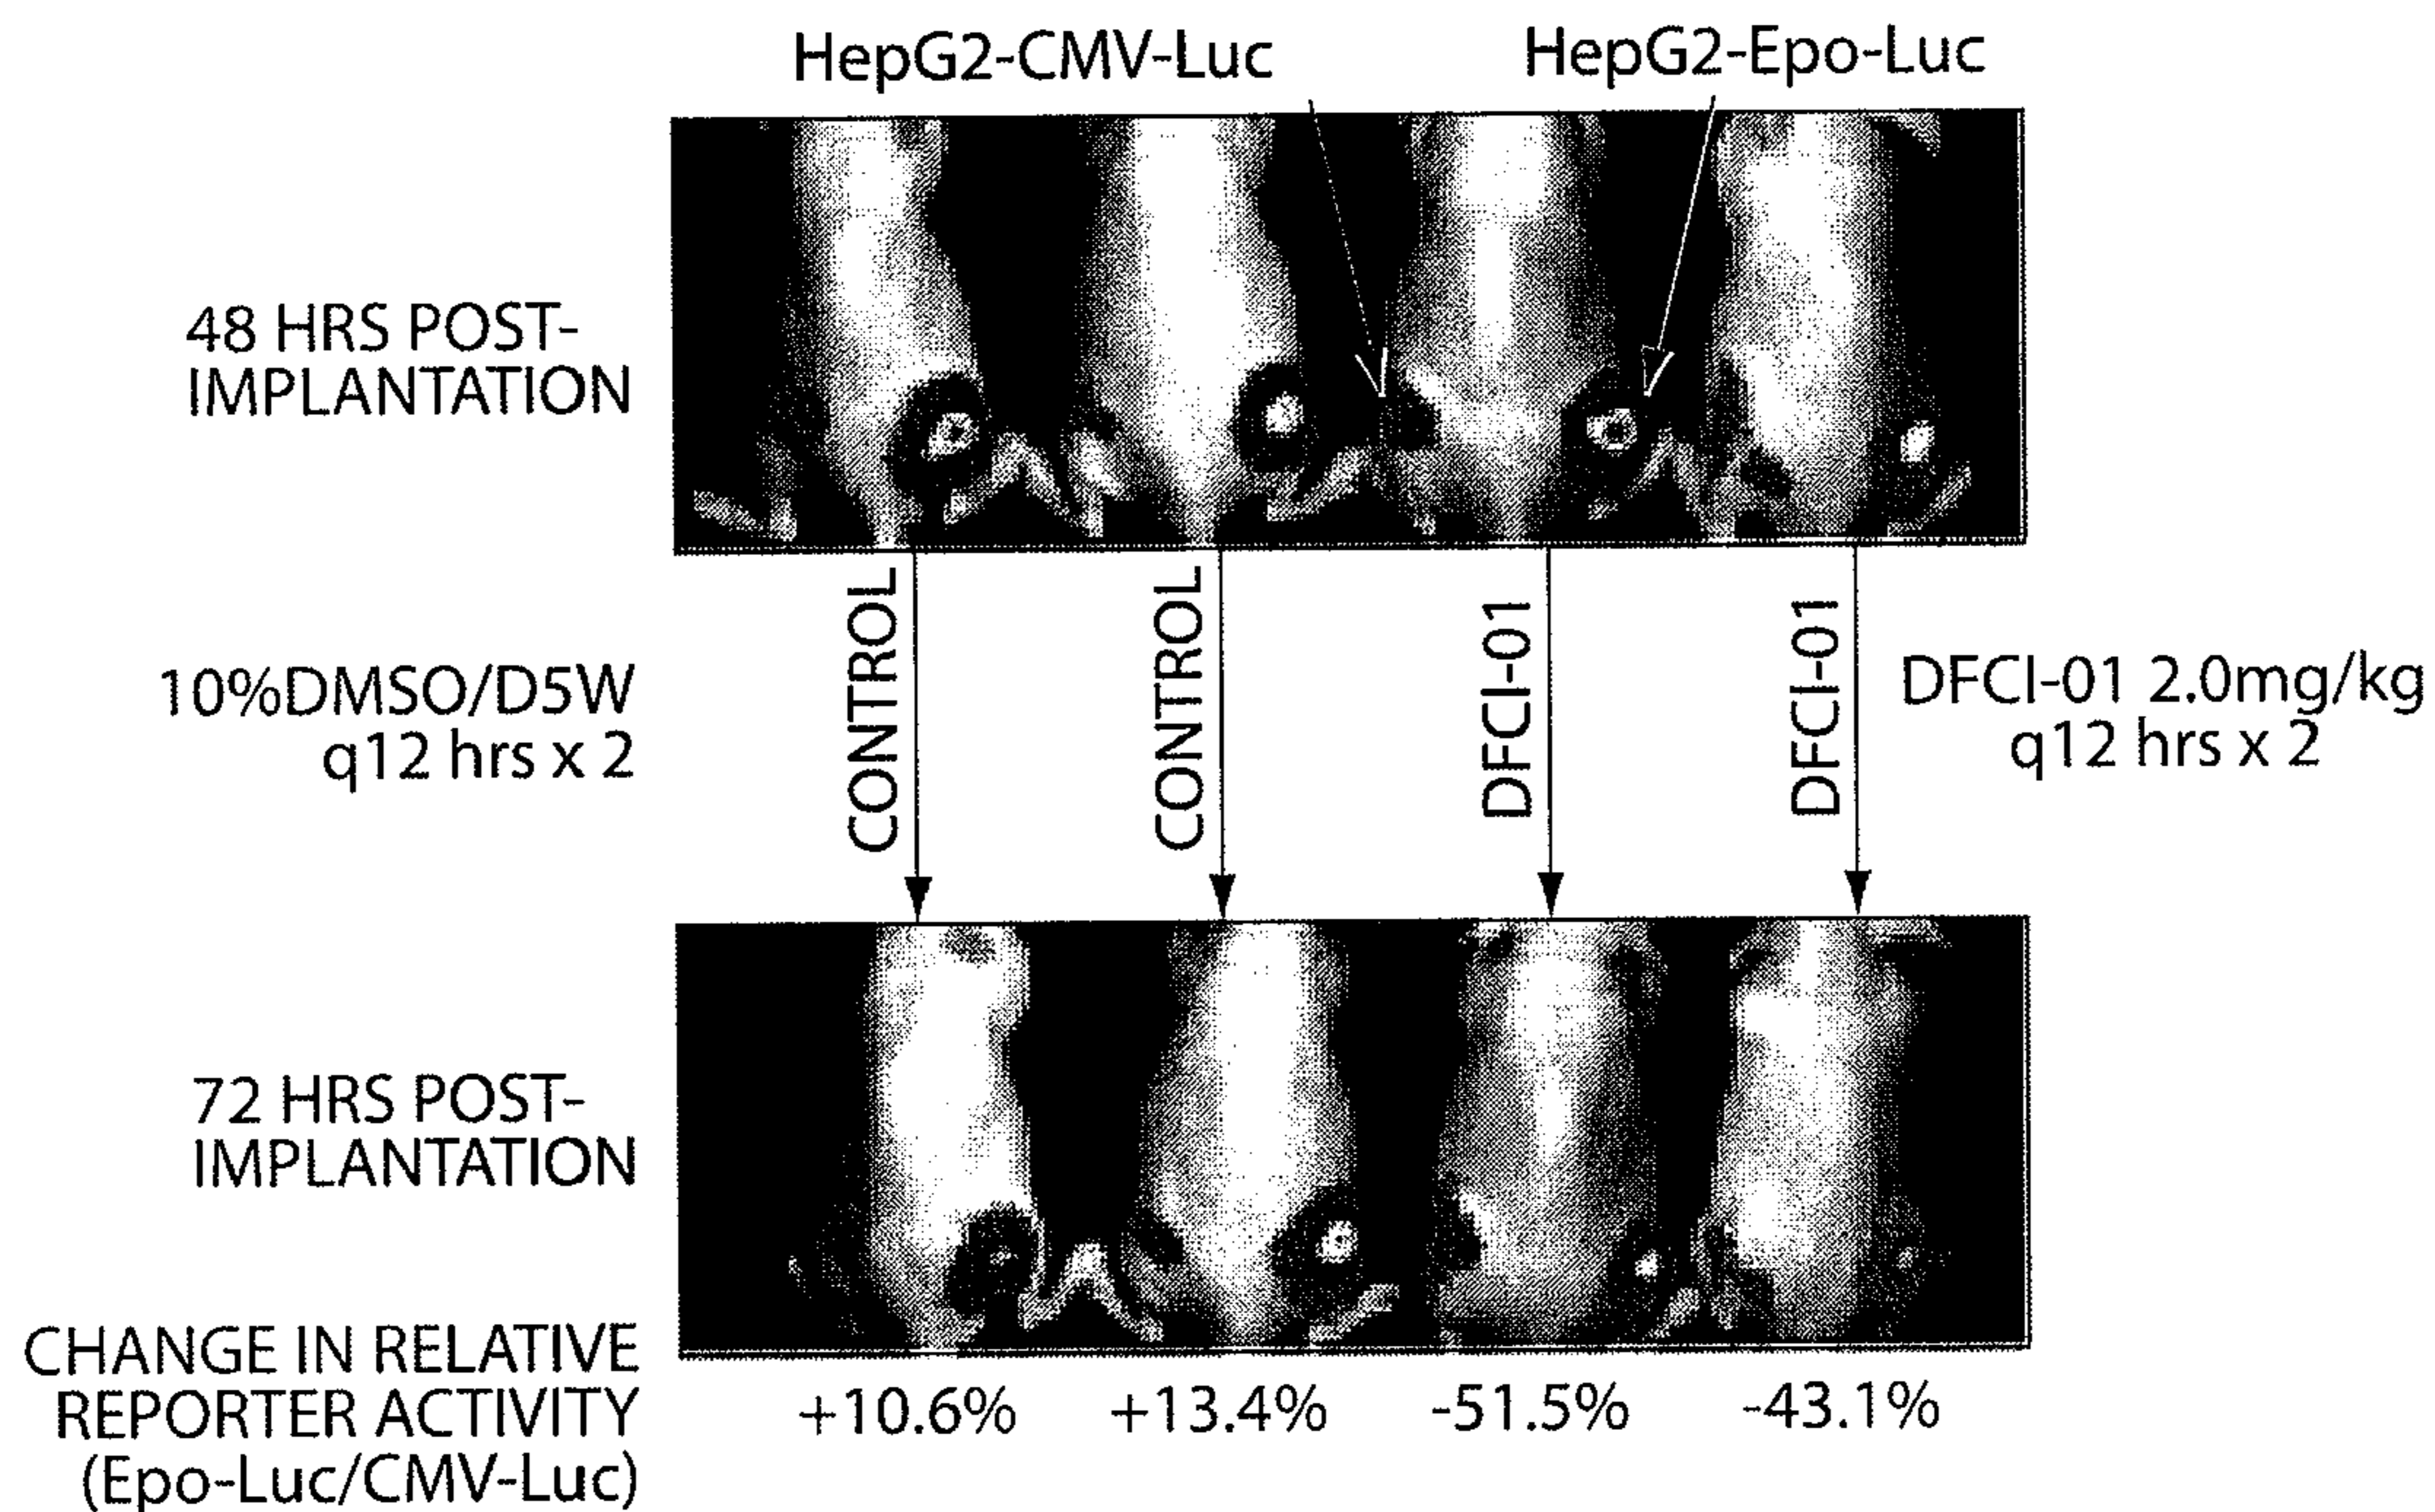 HepG2-CMV-Luc
HepG2-Epo-Luc
48 HRS POST-
IMPLANTATION
10%DMSO/D5W
q12 hrs x 2
CONTROL
CONTROL
DFCI-01
DFCI-01
DFCI-01 2.0mg/kg
q12 hrs x 2
72 HRS POST-
IMPLANTATION
CHANGE IN RELATIVE
REPORTER ACTIVITY
(Epo-Luc/CMV-Luc)
+10.6%
+13.4%
-51.5%
-43.1%